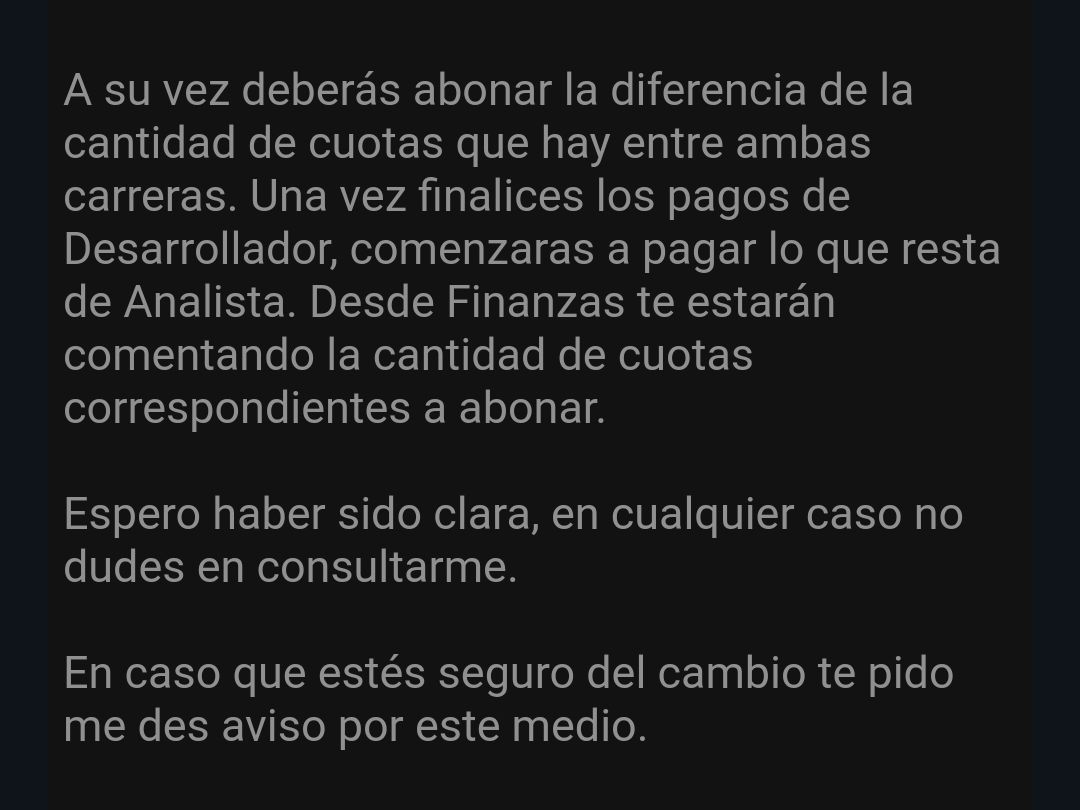 A su vez deberás abonar la diferencia de la
cantidad de cuotas que hay entre ambas
carreras. Una vez finalices los pagos de
Desarrollador, comenzaras a pagar lo que resta
de Analista. Desde Finanzas te estarán
comentando la cantidad de cuotas
correspondientes a abonar.
Espero haber sido clara, en cualquier caso no
dudes en consultarme.
En caso que estés seguro del cambio te pido
me des aviso por este medio.